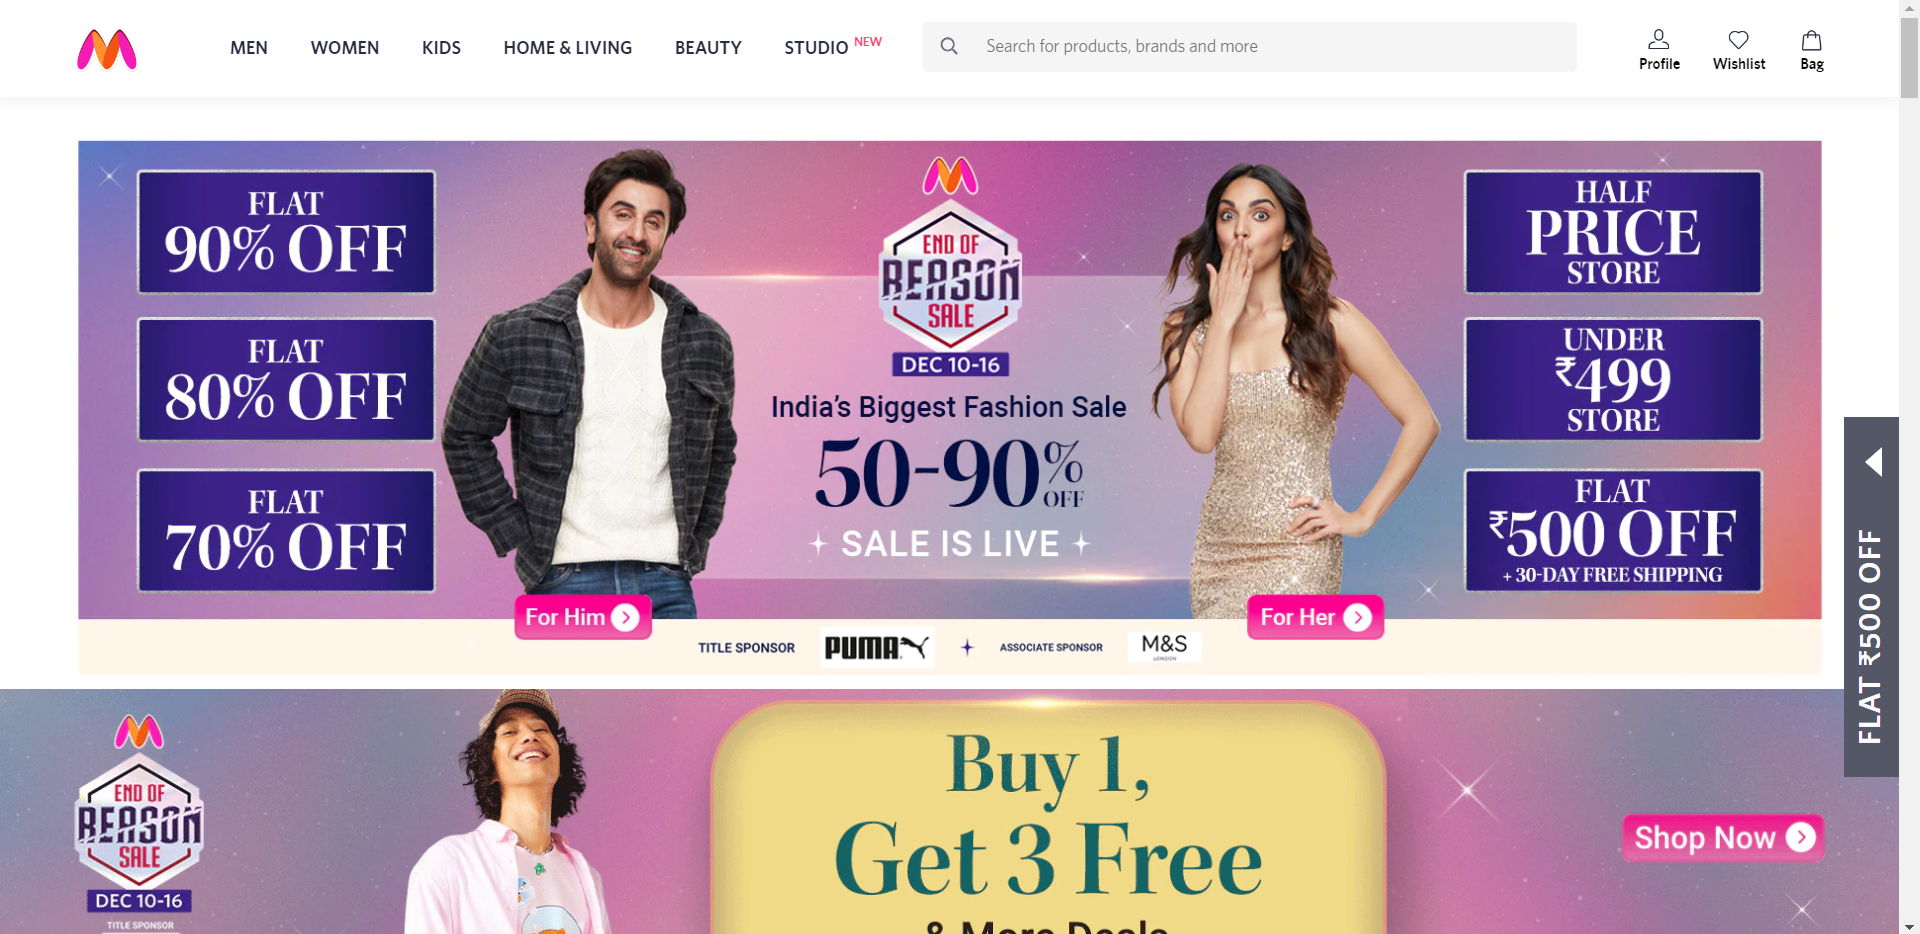 MEN WOMEN KIDS HOME & LIVING BEAUTY STUDIO NEW
Search for products, brands and more
Profile Wishlist Bag
FLAT
90% OFF
FLAT
80% OFF
FLAT
70% OFF
END OF
REASON
SALE
DEC 10-16
India's Biggest Fashion Sale
50-90% OFF
SALE IS LIVE
HALF
PRICE
STORE
UNDER
₹499
STORE
FLAT
₹500 OFF
+ 30-DAY FREE SHIPPING
For Him
For Her
TITLE SPONSOR PUMA ASSOCIATE SPONSOR M&S
LONDON
FLAT ₹500 OFF
END OF
REASON
SALE
DEC 10-16
TITLE SPONSOR
Buy 1,
Get 3 Free
& More Deals
Shop Now